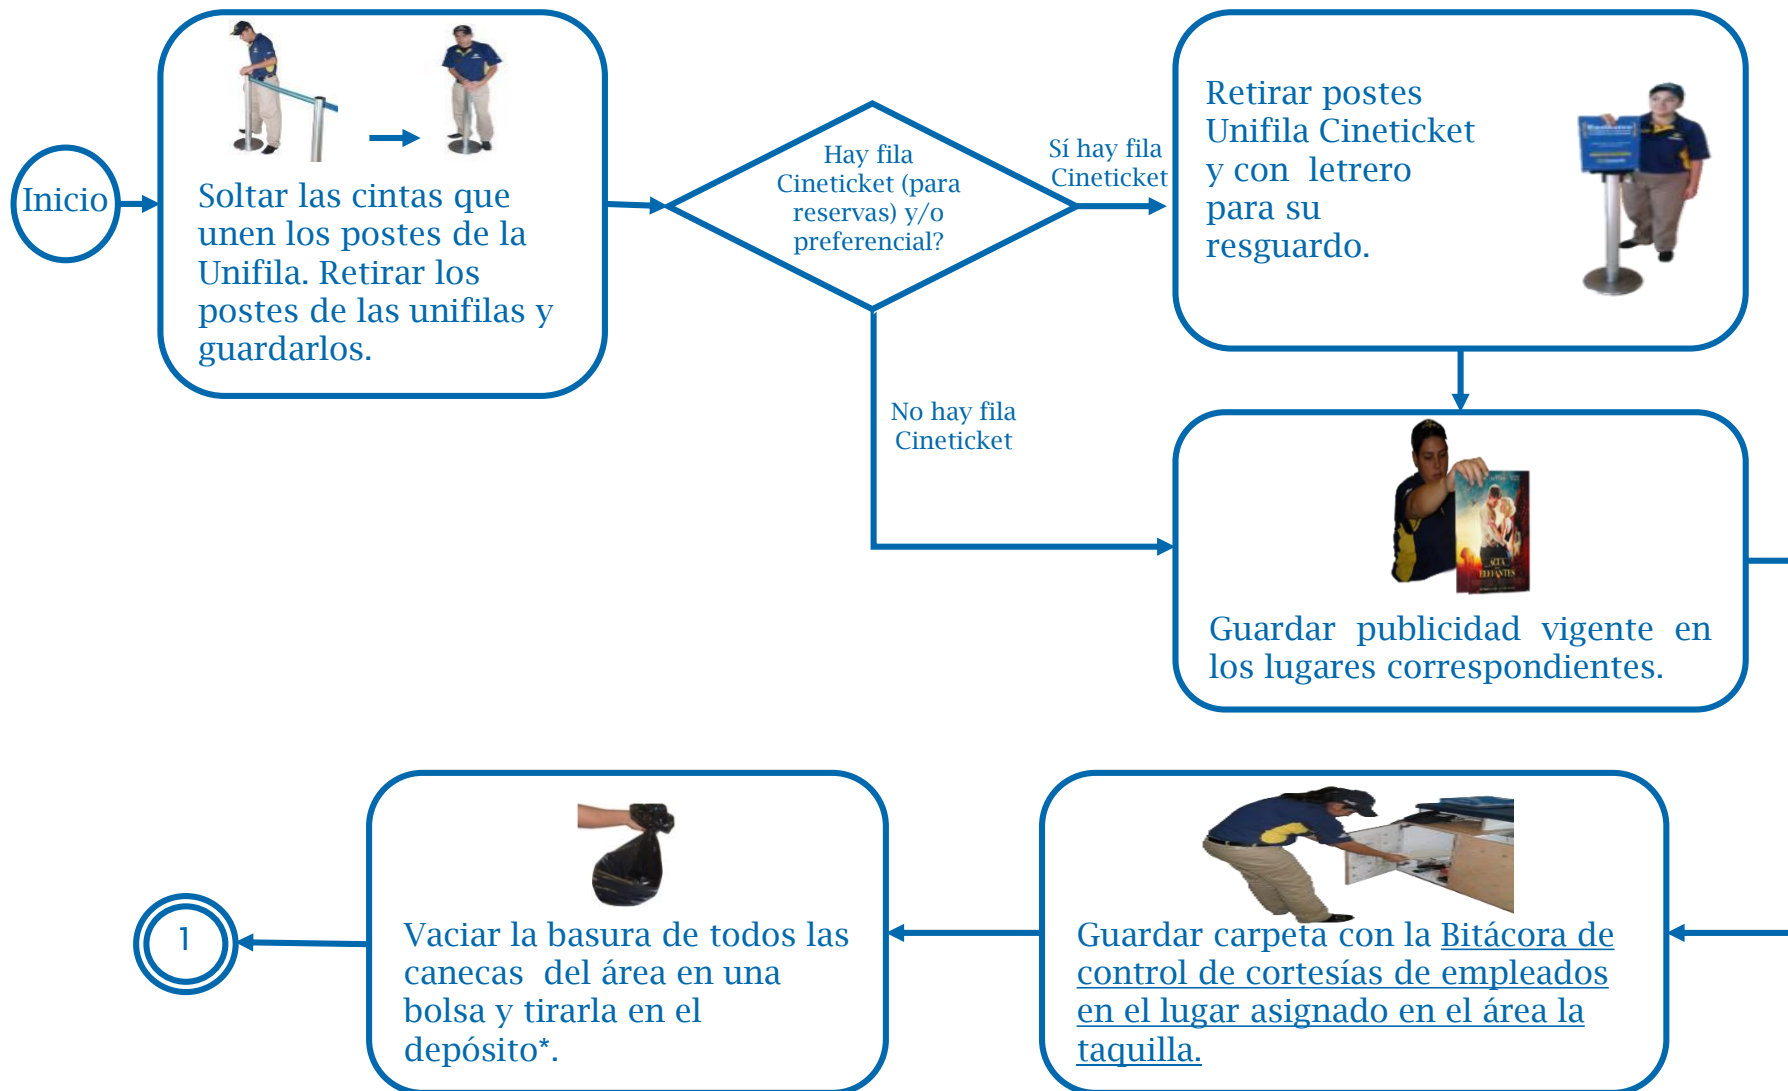 Inicio
Soltar las cintas que
unen los postes de la
Unifila. Retirar los
postes de las unifilas y
guardarlos.
Hay fila
Cineticket (para
reservas) y/o
preferencial?
Sí hay fila
Cineticket
Retirar postes
Unifila Cineticket
y con letrero
para su
resguardo.
No hay fila
Cineticket
AGUA
ELEFANTES
Guardar publicidad vigente en
los lugares correspondientes.
Guardar carpeta con la Bitácora de
control de cortesías de empleados
en el lugar asignado en el área la
taquilla.
Vaciar la basura de todos las
canecas del área en una
bolsa y tirarla en el
depósito*.
1